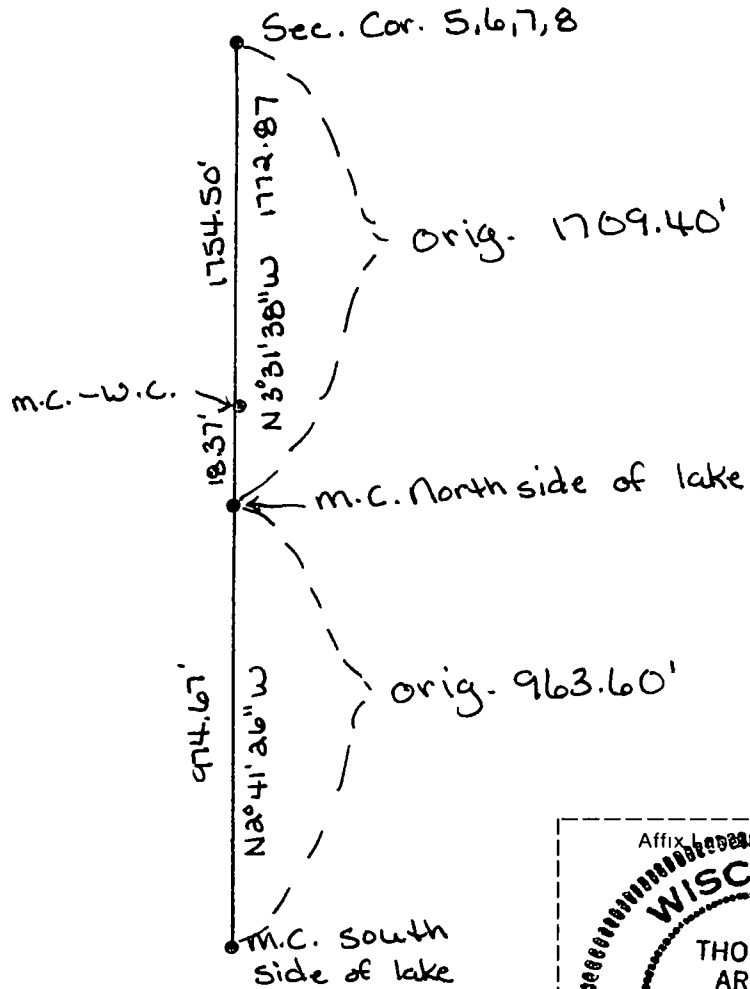 Sec. Cor. 5,6,7,8
1754.50'
1772.87
N3°31'38"W
orig. 1709.40'
m.c.-w.c.
18.37'
m.c. North side of lake
974.67'
N2°41'26"W
orig. 963.60'
m.c. south
side of lake
Affix
WISC
THO
AR